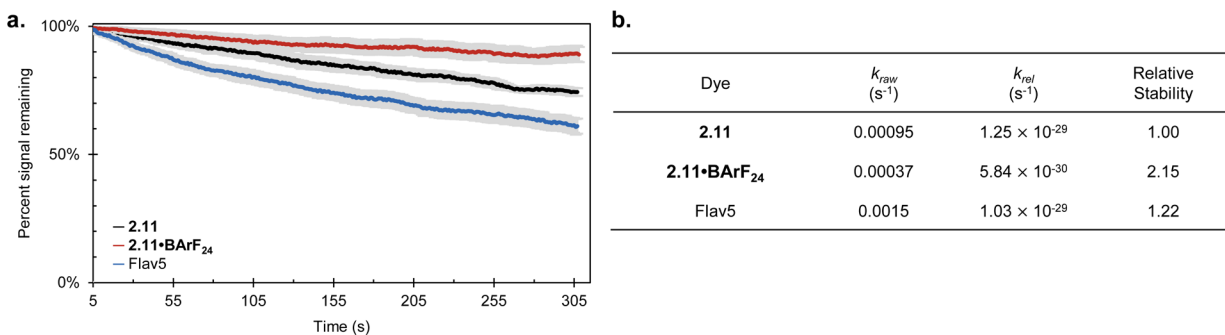 a.
Percent signal remaining
100%
50%
0%
2.11
2.11•BArF₂₄
Flav5
5 55 105 155 205 255 305
Time (s)
b.
Dye k_raw (s⁻¹) k_rel (s⁻¹) Relative Stability
2.11 0.00095 1.25 × 10⁻²⁹ 1.00
2.11•BArF₂₄ 0.00037 5.84 × 10⁻³⁰ 2.15
Flav5 0.0015 1.03 × 10⁻²⁹ 1.22